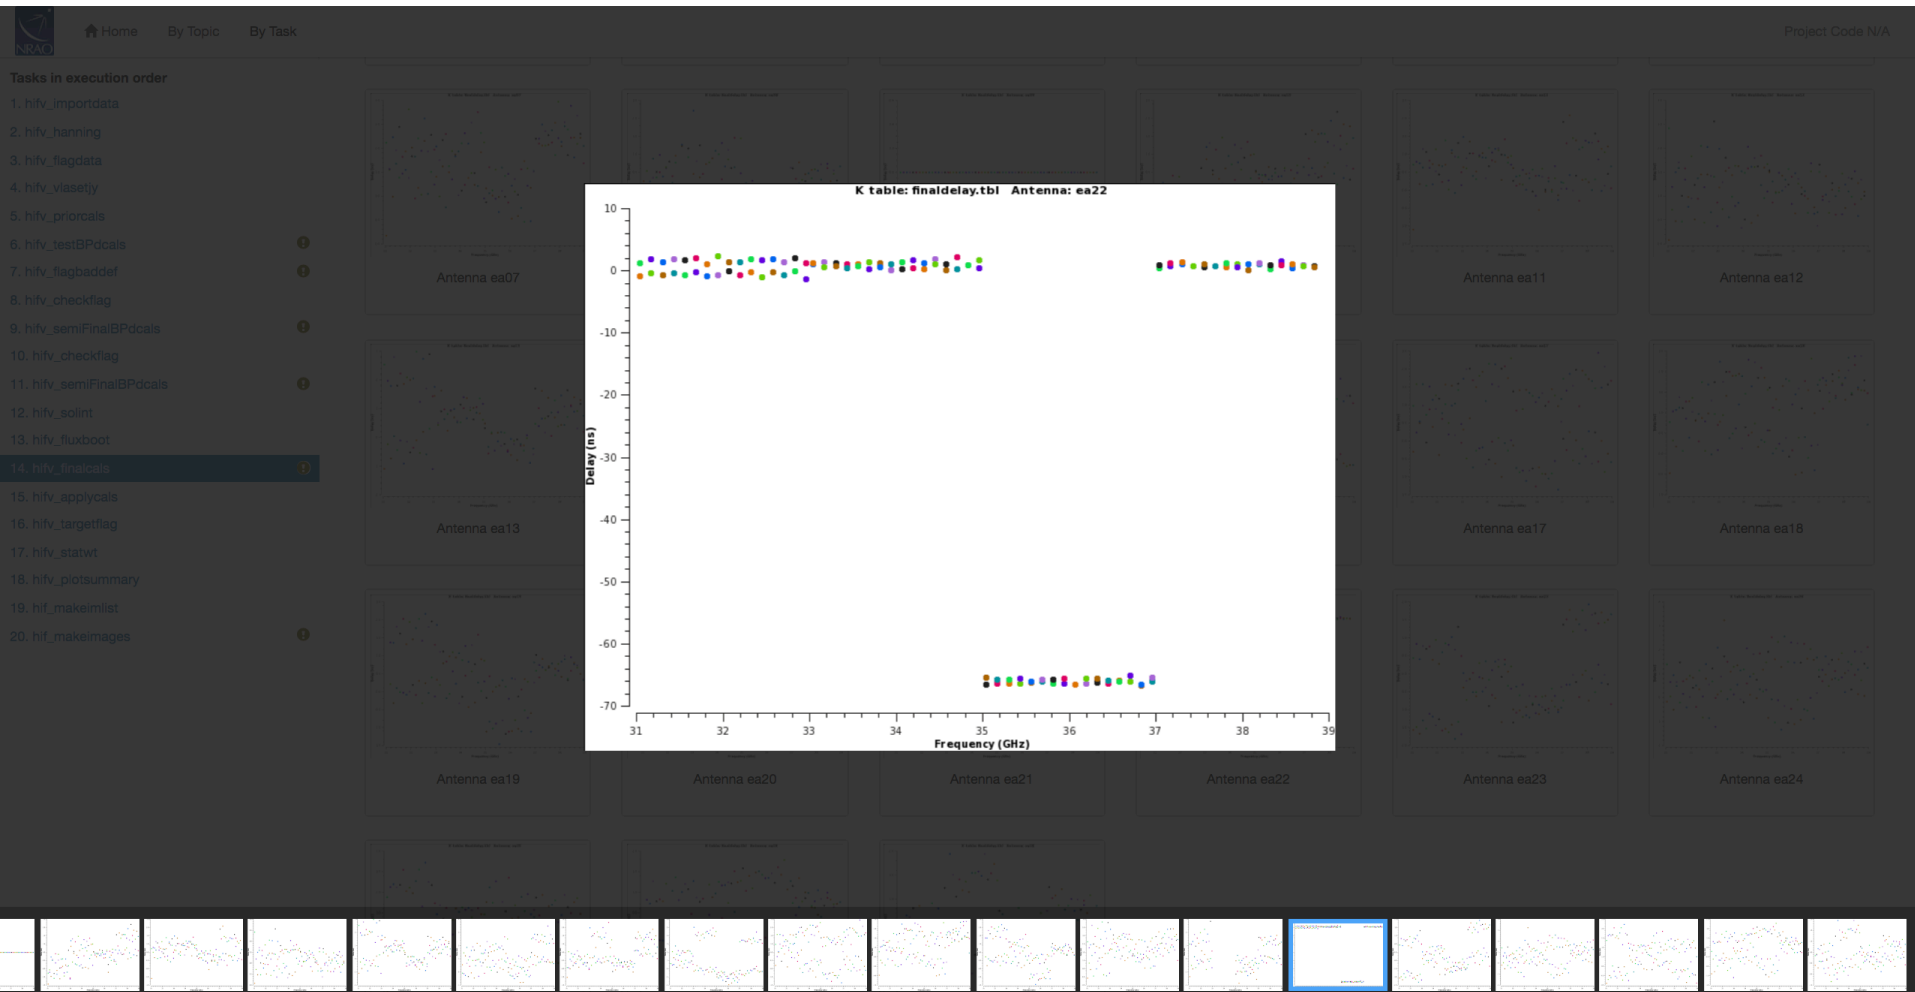 NRAO
Home By Topic By Task Project Code N/A
Tasks in execution order
1. hifv_importdata
2. hifv_hanning
3. hifv_flagdata
4. hifv_vlasetjy
5. hifv_priorcals
6. hifv_testBPdcals
7. hifv_flagbaddef
8. hifv_checkflag
9. hifv_semiFinalBPdcals
10. hifv_checkflag
11. hifv_semiFinalBPdcals
12. hifv_solint
13. hifv_fluxboot
14. hifv_finalcals
15. hifv_applycals
16. hifv_targetflag
17. hifv_statwt
18. hifv_plotsummary
19. hif_makeimlist
20. hif_makeimages
K table: finaldelay.tbl Antenna: ea22
10
0
-10
-20
-30
-40
-50
-60
-70
Delay (ns)
31 32 33 34 35 36 37 38 39
Frequency (GHz)
Antenna ea07
Antenna ea11
Antenna ea12
Antenna ea13
Antenna ea17
Antenna ea18
Antenna ea19
Antenna ea20
Antenna ea21
Antenna ea22
Antenna ea23
Antenna ea24